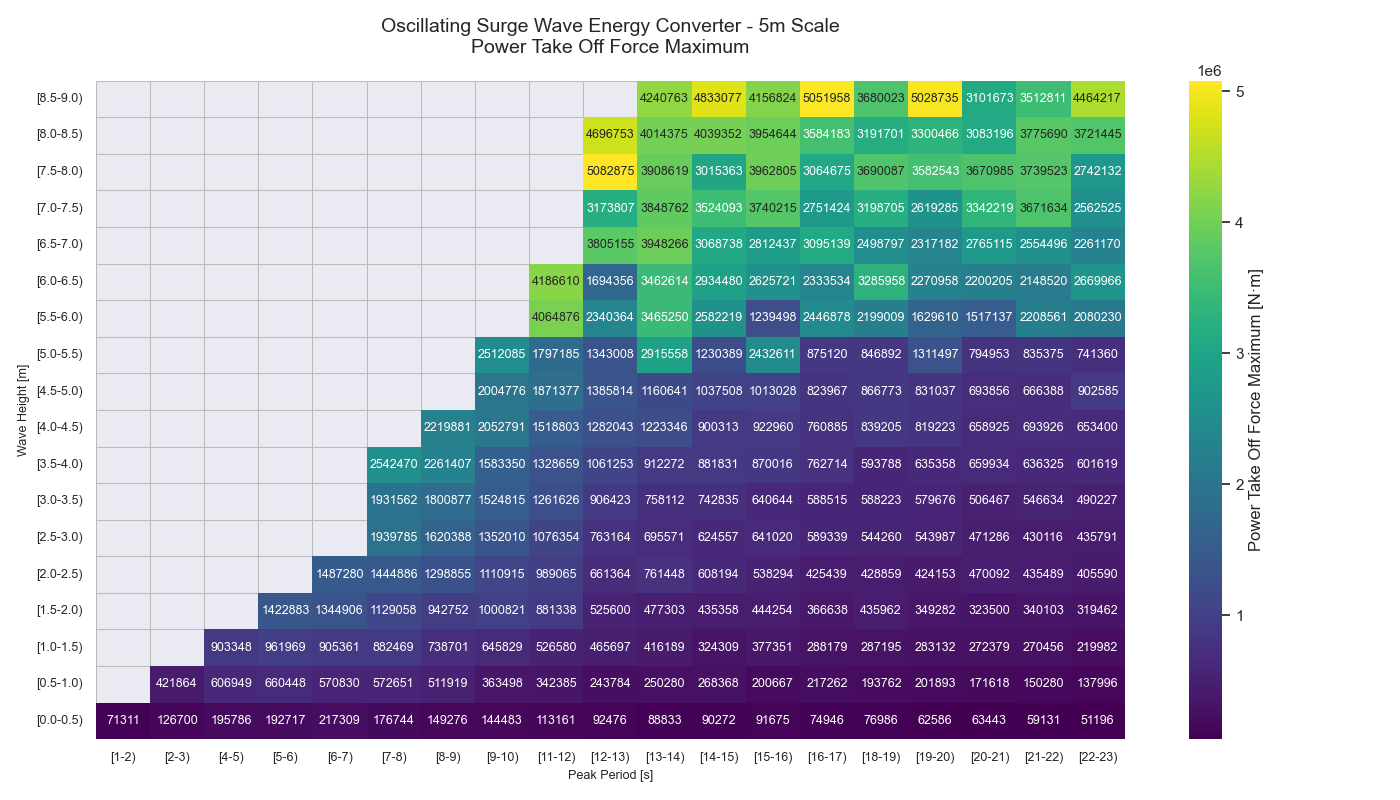 Oscillating Surge Wave Energy Converter - 5m Scale
Power Take Off Force Maximum
1e6
[8.5-9.0) 4240763 4833077 4156824 5051958 3680023 5028735 3101673 3512811 4464217
[8.0-8.5) 4696753 4014375 4039352 3954644 3584183 3191701 3300466 3083196 3775690 3721445
[7.5-8.0) 5082875 3908619 3015363 3962805 3064675 3690087 3582543 3670985 3739523 2742132
[7.0-7.5) 3173807 3848762 3524093 3740215 2751424 3198705 2619285 3342219 3671634 2562525
[6.5-7.0) 3805155 3948266 3068738 2812437 3095139 2498797 2317182 2765115 2554496 2261170
[6.0-6.5) 4186610 1694356 3462614 2934480 2625721 2333534 3285958 2270958 2200205 2148520 2669966
[5.5-6.0) 4064876 2340364 3465250 2582219 1239498 2446878 2199009 1629610 1517137 2208561 2080230
[5.0-5.5) 2512085 1797185 1343008 2915558 1230389 2432611 875120 846892 1311497 794953 835375 741360
[4.5-5.0) 2004776 1871377 1385814 1160641 1037508 1013028 823967 866773 831037 693856 666388 902585
[4.0-4.5) 2219881 2052791 1518803 1282043 1223346 900313 922960 760885 839205 819223 658925 693926 653400
[3.5-4.0) 2542470 2261407 1583350 1328659 1061253 912272 881831 870016 762714 593788 635358 659934 636325 601619
[3.0-3.5) 1931562 1800877 1524815 1261626 906423 758112 742835 640644 588515 588223 579676 506467 546634 490227
[2.5-3.0) 1939785 1620388 1352010 1076354 763164 695571 624557 641020 589339 544260 543987 471286 430116 435791
[2.0-2.5) 1487280 1444886 1298855 1110915 989065 661364 761448 608194 538294 425439 428859 424153 470092 435489 405590
[1.5-2.0) 1422883 1344906 1129058 942752 1000821 881338 525600 477303 435358 444254 366638 435962 349282 323500 340103 319462
[1.0-1.5) 903348 961969 905361 882469 738701 645829 526580 465697 416189 324309 377351 288179 287195 283132 272379 270456 219982
[0.5-1.0) 421864 606949 660448 570830 572651 511919 363498 342385 243784 250280 268368 200667 217262 193762 201893 171618 150280 137996
[0.0-0.5) 71311 126700 195786 192717 217309 176744 149276 144483 113161 92476 88833 90272 91675 74946 76986 62586 63443 59131 51196
[1-2) [2-3) [4-5) [5-6) [6-7) [7-8) [8-9) [9-10) [11-12) [12-13) [13-14) [14-15) [15-16) [16-17) [18-19) [19-20) [20-21) [21-22) [22-23)
Peak Period [s]
Wave Height [m]
5
4
3
2
1
Power Take Off Force Maximum [N·m]